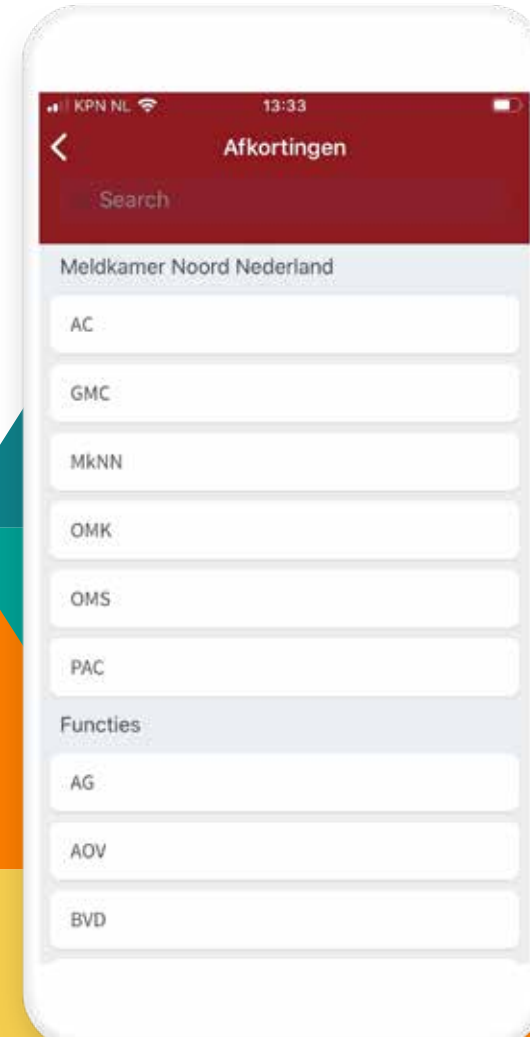 KPN NL 13:33
Afkortingen
Search
Meldkamer Noord Nederland
AC
GMC
MkNN
OMK
OMS
PAC
Functies
AG
AOV
BVD